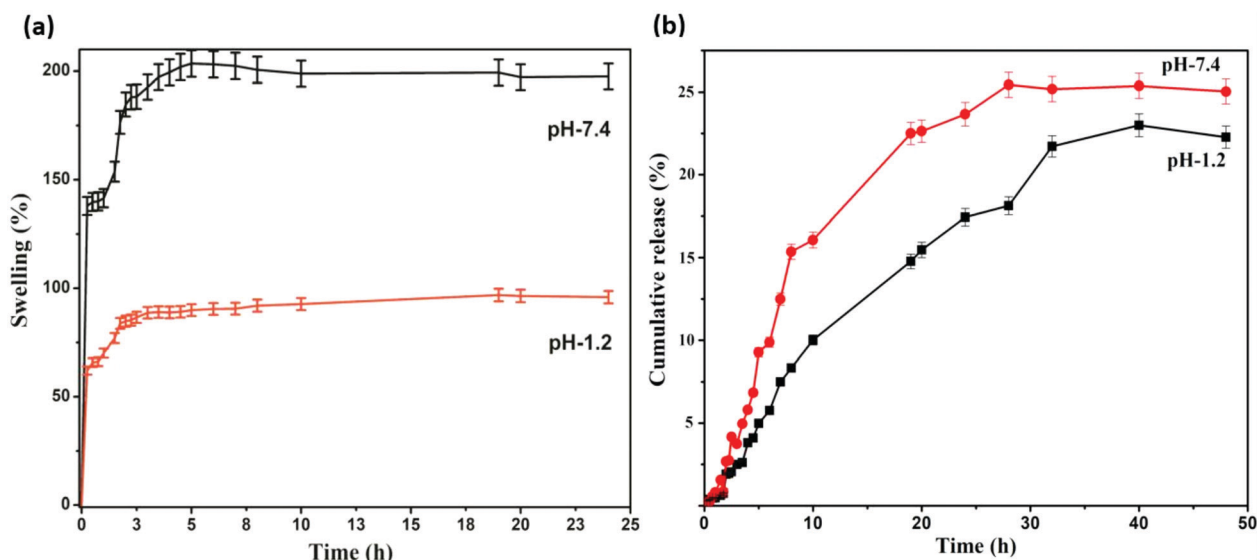 (a)
Swelling (%)
200
150
100
50
0
pH-7.4
pH-1.2
0 3 5 8 10 13 15 18 20 23 25
Time (h)
(b)
Cumulative release (%)
25
20
15
10
5
pH-7.4
pH-1.2
0 10 20 30 40 50
Time (h)